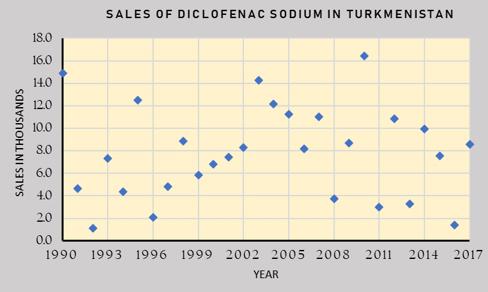 SALES OF DICLOFENAC SODIUM IN TURKMENISTAN
18.0
16.0
14.0
12.0
10.0
8.0
6.0
4.0
2.0
0.0
SALES IN THOUSANDS
1990 1993 1996 1999 2002 2005 2008 2011 2014 2017
YEAR